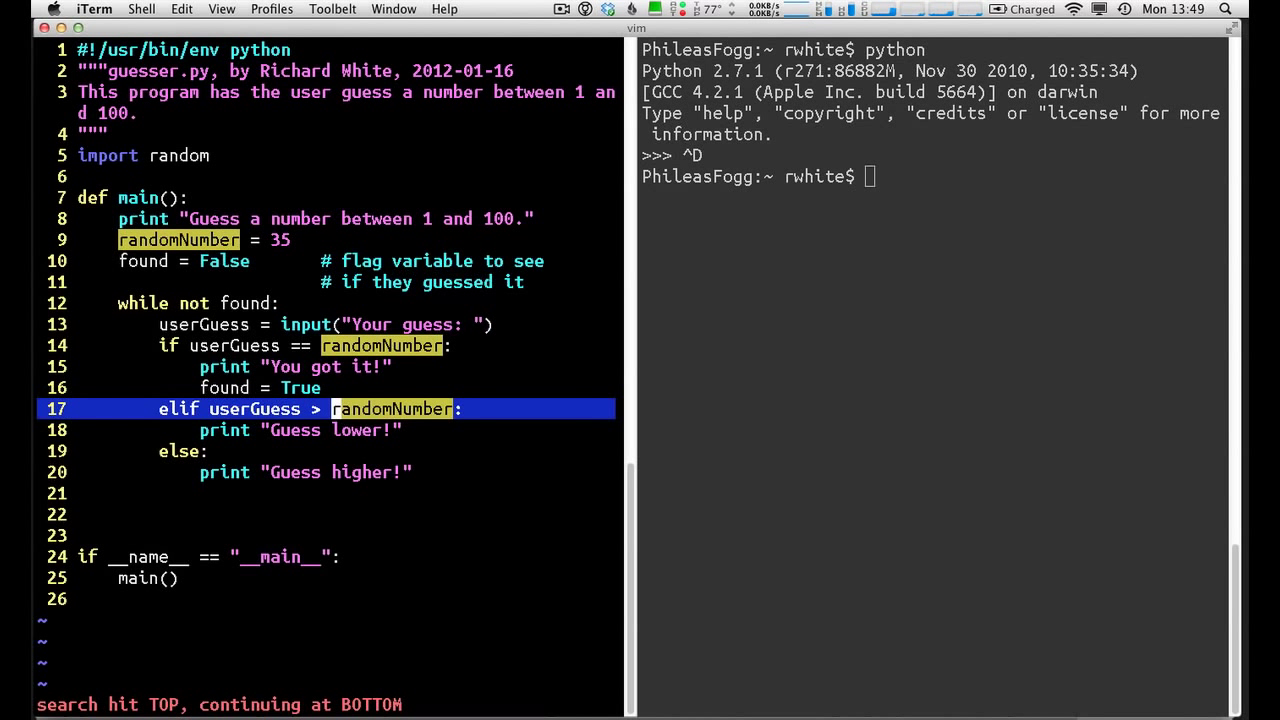 iTerm Shell Edit View Profiles Toolbelt Window Help 77° 0.0KB/s 0.0KB/s Charged Mon 13:49
vim
1 #!/usr/bin/env python
2 """guesser.py, by Richard White, 2012-01-16
3 This program has the user guess a number between 1 an
d 100.
4 """
5 import random
6
7 def main():
8 print "Guess a number between 1 and 100."
9 randomNumber = 35
10 found = False # flag variable to see
11 # if they guessed it
12 while not found:
13 userGuess = input("Your guess: ")
14 if userGuess == randomNumber:
15 print "You got it!"
16 found = True
17 elif userGuess > randomNumber:
18 print "Guess lower!"
19 else:
20 print "Guess higher!"
21
22
23
24 if __name__ == "__main__":
25 main()
26
~
~
~
~
search hit TOP, continuing at BOTTOM
PhileasFogg:~ rwhite$ python
Python 2.7.1 (r271:86882M, Nov 30 2010, 10:35:34)
[GCC 4.2.1 (Apple Inc. build 5664)] on darwin
Type "help", "copyright", "credits" or "license" for more
information.
>>> ^D
PhileasFogg:~ rwhite$